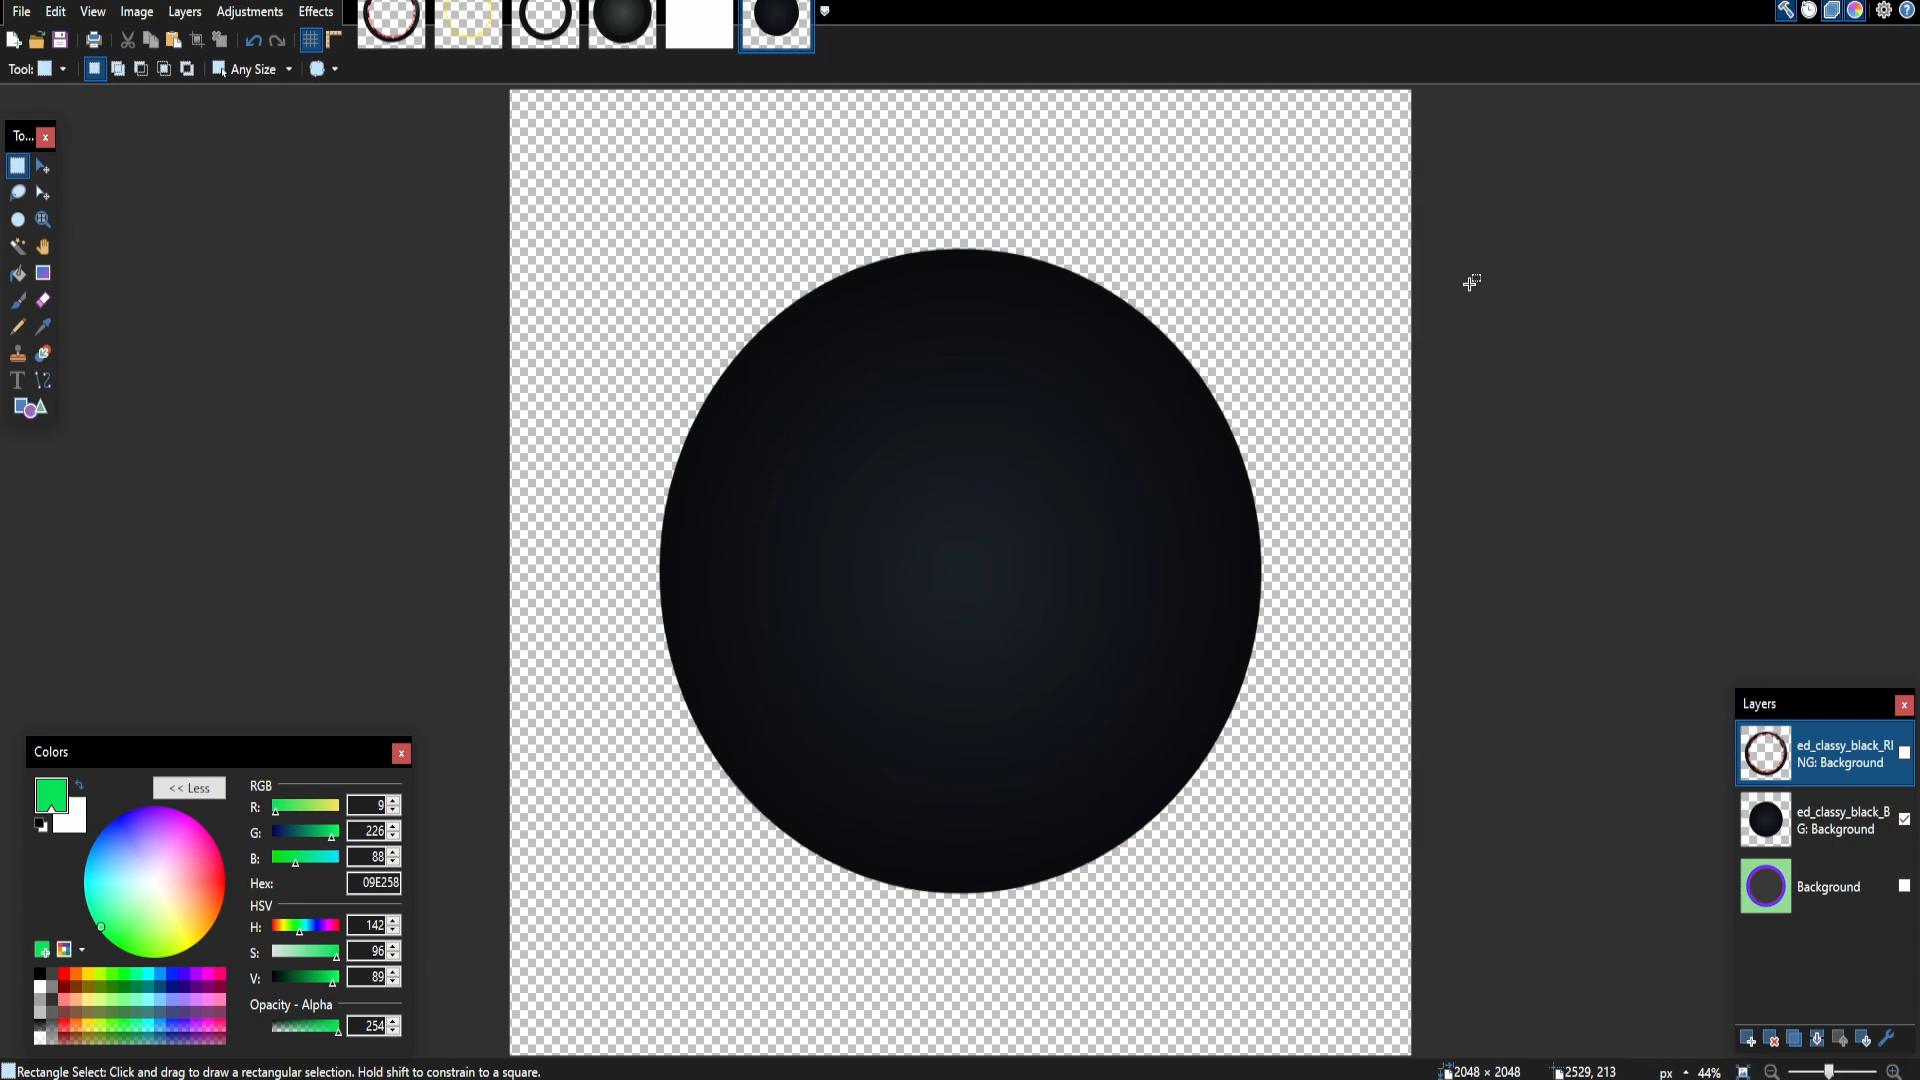 File Edit View Image Layers Adjustments Effects
Tool: Any Size
To...
Layers
ed_classy_black_RI
NG: Background
ed_classy_black_B
G: Background
Background
Colors
<< Less
RGB
R: 9
G: 226
B: 88
Hex: 09E258
HSV
H: 142
S: 96
V: 89
Opacity - Alpha
254
Rectangle Select: Click and drag to draw a rectangular selection. Hold shift to constrain to a square.
2048 × 2048 2529, 213 px 44%